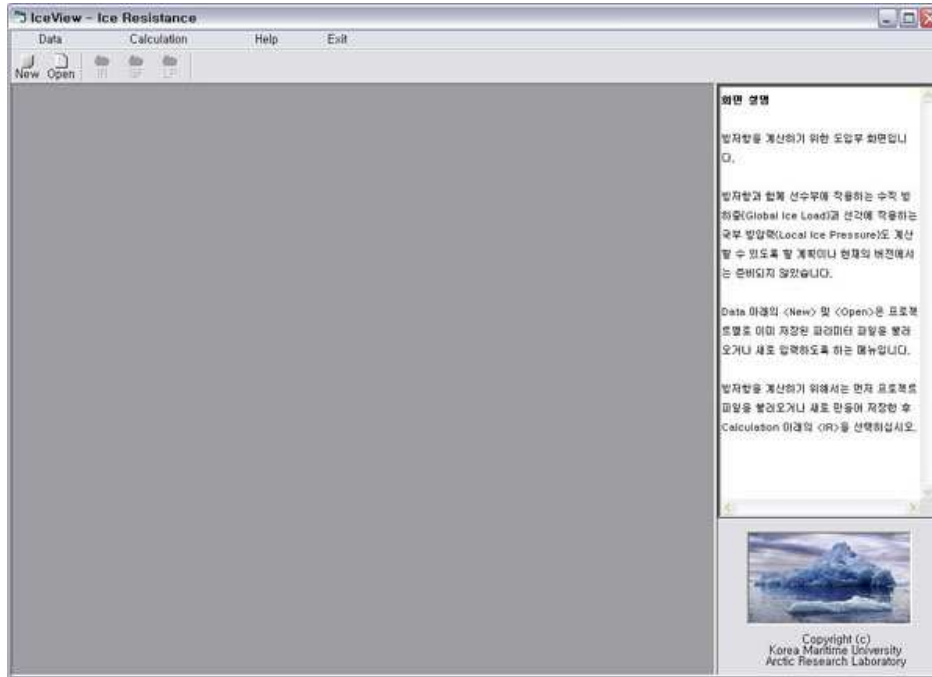 IceView - Ice Resistance
Data Calculation Help Exit
New Open IR LP
화면 설명
빙저항을 계산하기 위한 도입부 화면입니
다.
빙저항과 함께 선수부에 작용하는 수직 빙
하중(Global Ice Load)과 선각에 작용하는
국부 빙압력(Local Ice Pressure)도 계산
할 수 있도록 할 계획이나 현재의 버전에서
는 준비되지 않았습니다.
Data 아래의 <New> 및 <Open>은 프로젝
트별로 이미 저장된 파라미터 파일을 불러
오거나 새로 입력하도록 하는 메뉴입니다.
빙저항을 계산하기 위해서는 먼저 프로젝트
파일을 불러오거나 새로 만들어 저장한 후
Calculation 아래의 <IR>을 선택하십시오.
Copyright (c)
Korea Maritime University
Arctic Research Laboratory